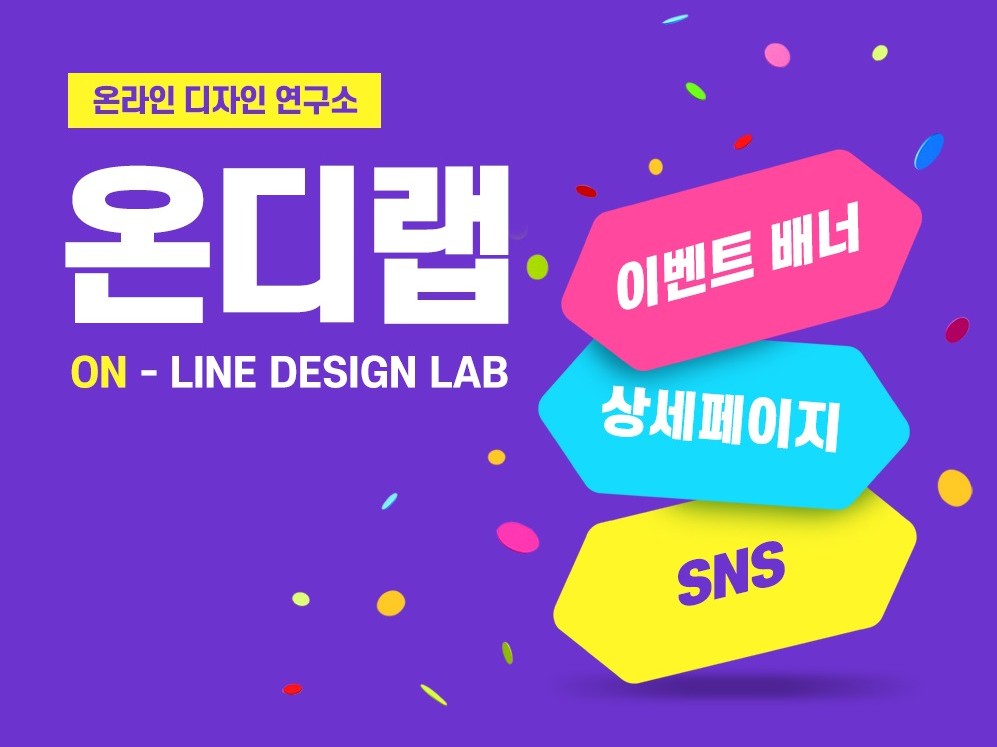 온라인 디자인 연구소
온디랩
ON - LINE DESIGN LAB
이벤트 배너
상세페이지
SNS